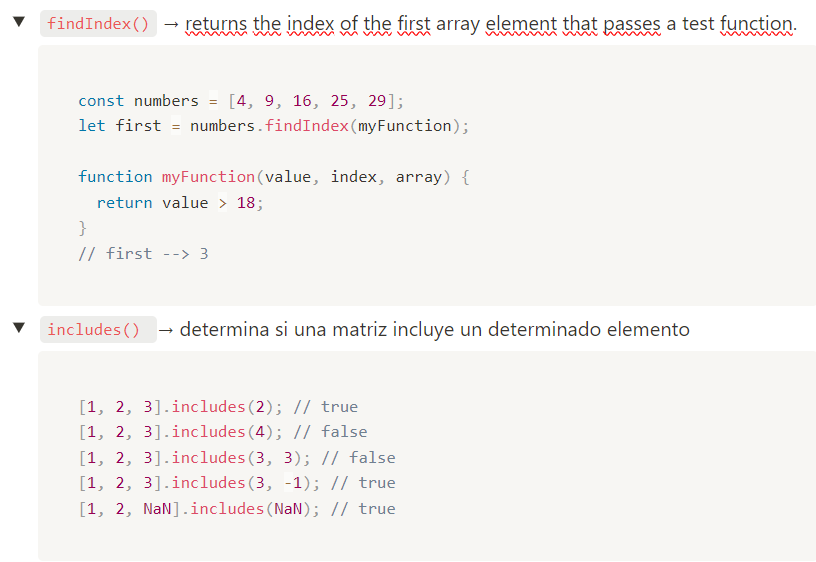 ▼ findIndex() → returns the index of the first array element that passes a test function.
const numbers = [4, 9, 16, 25, 29];
let first = numbers.findIndex(myFunction);
function myFunction(value, index, array) {
  return value > 18;
}
// first --> 3
▼ includes() → determina si una matriz incluye un determinado elemento
[1, 2, 3].includes(2); // true
[1, 2, 3].includes(4); // false
[1, 2, 3].includes(3, 3); // false
[1, 2, 3].includes(3, -1); // true
[1, 2, NaN].includes(NaN); // true